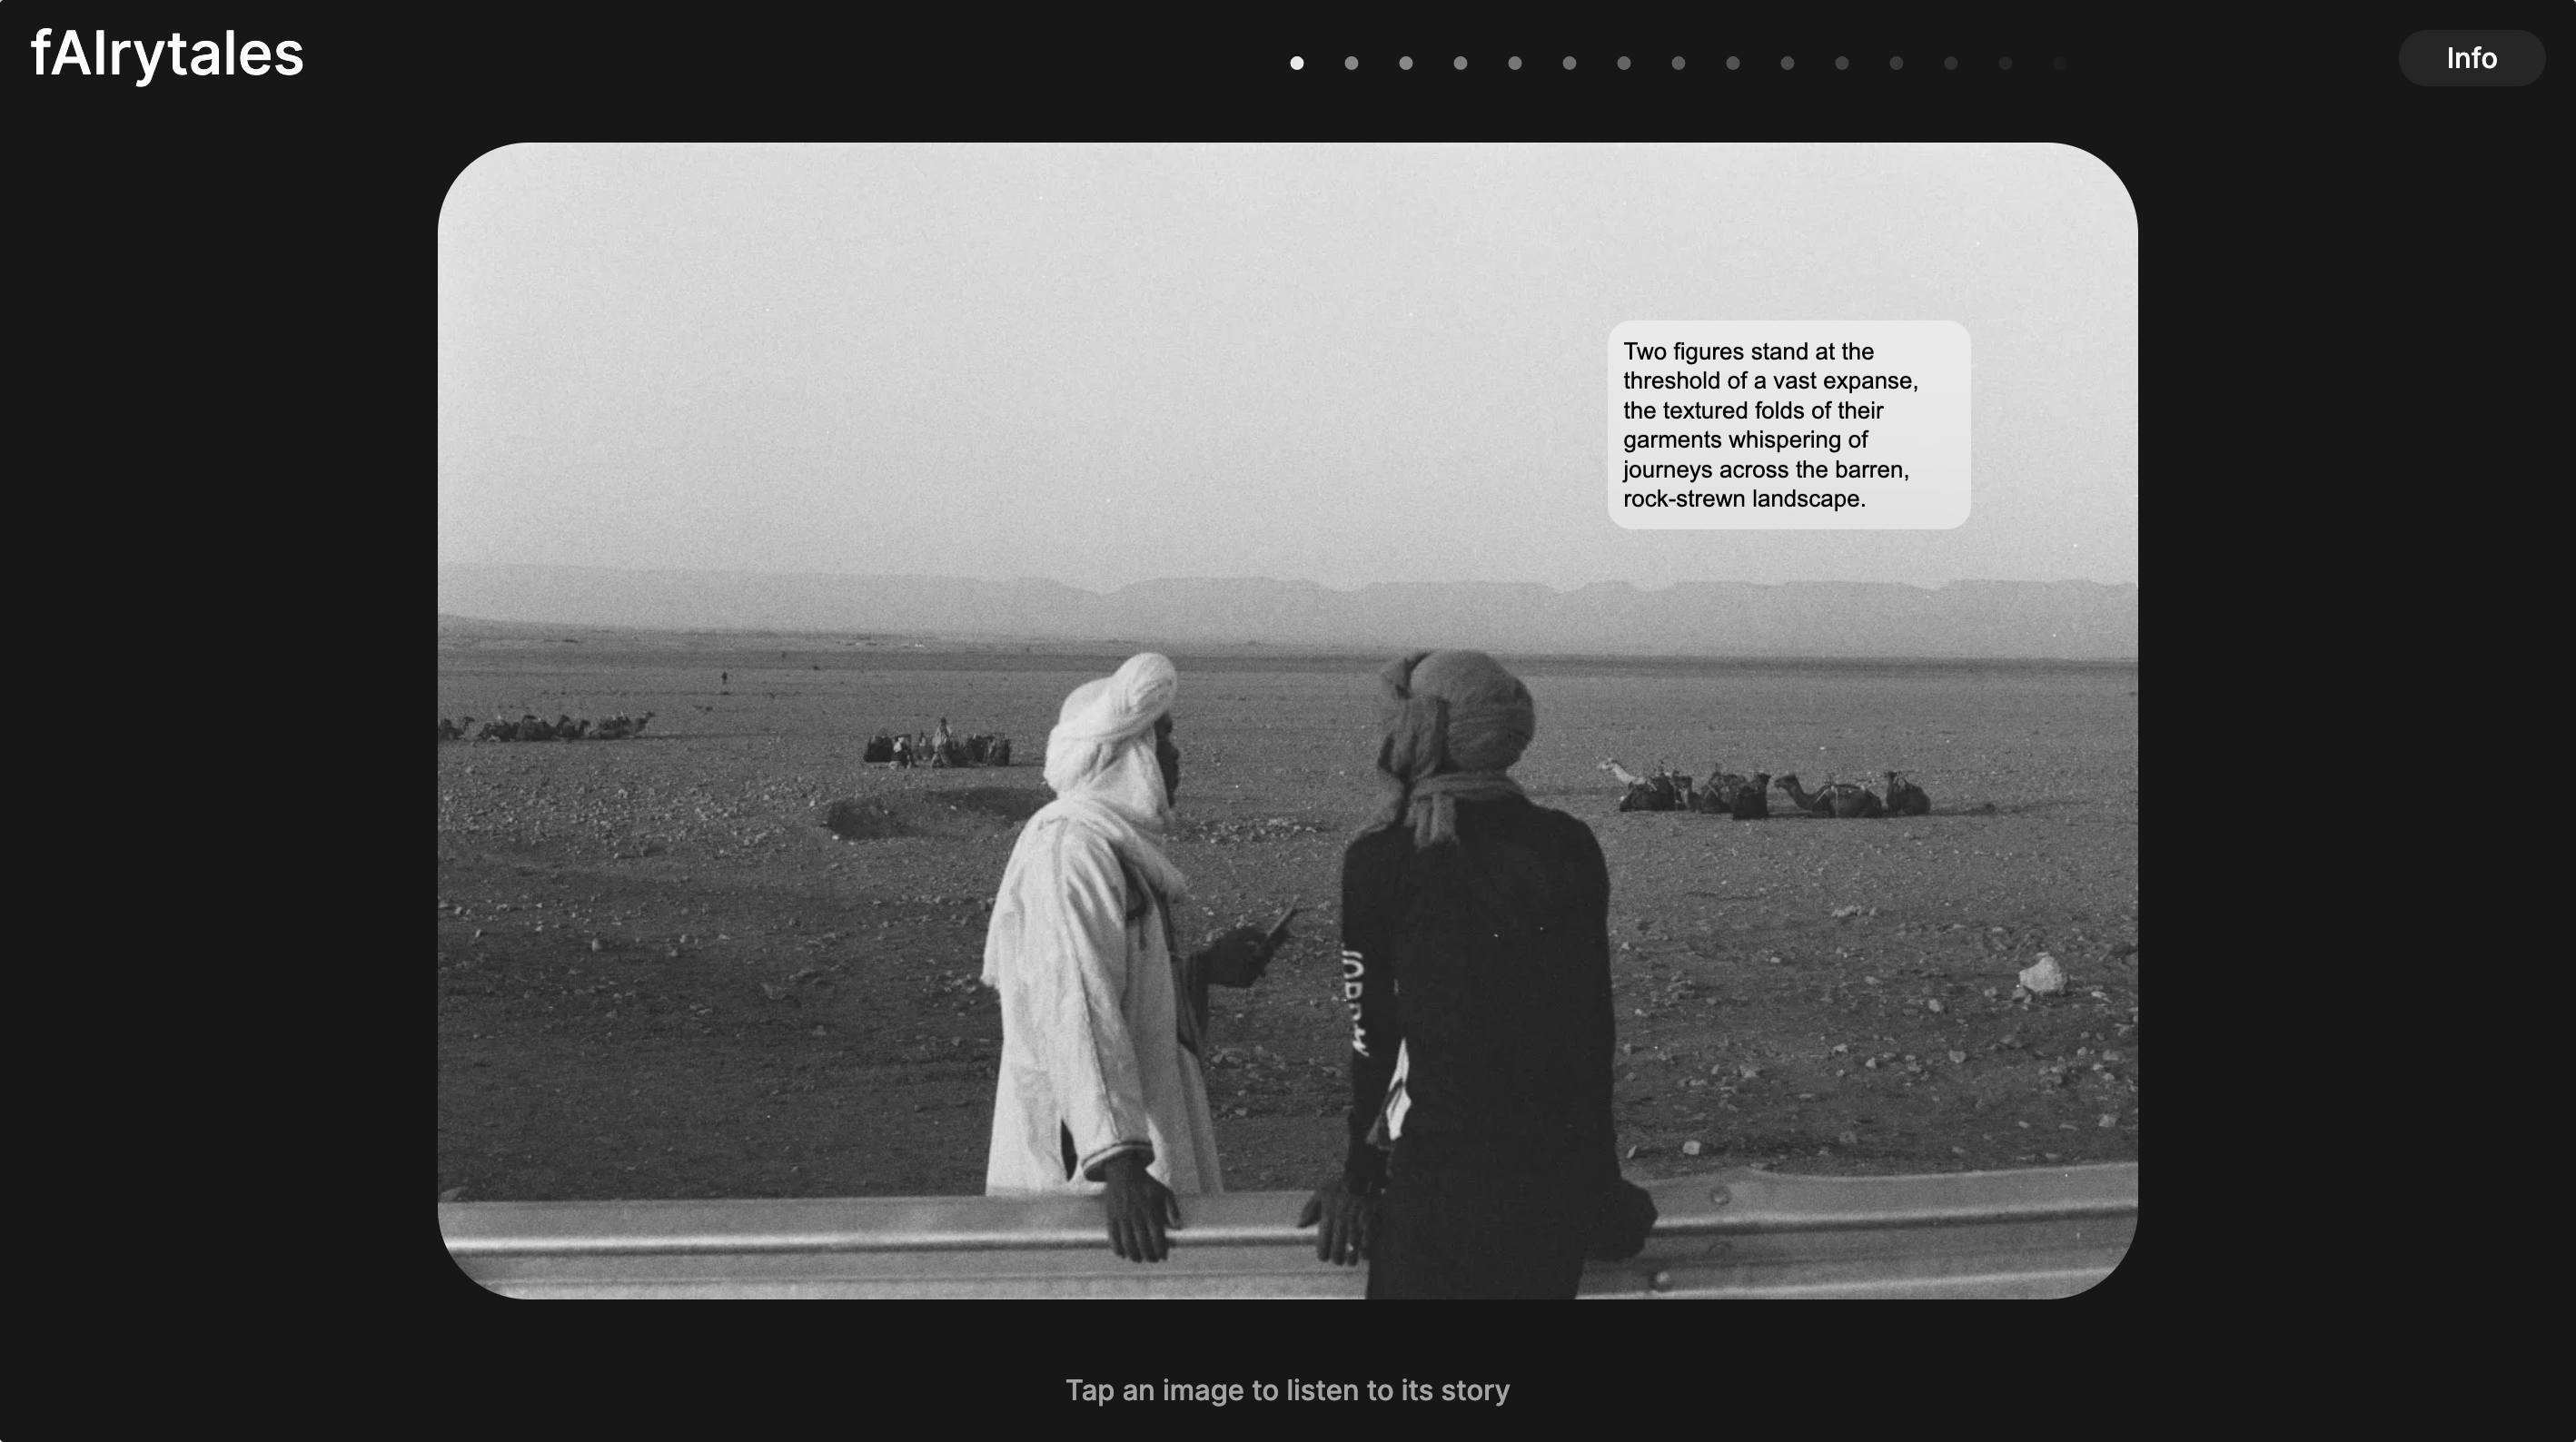 fAIrytales
Info
Two figures stand at the
threshold of a vast expanse,
the textured folds of their
garments whispering of
journeys across the barren,
rock-strewn landscape.
Tap an image to listen to its story